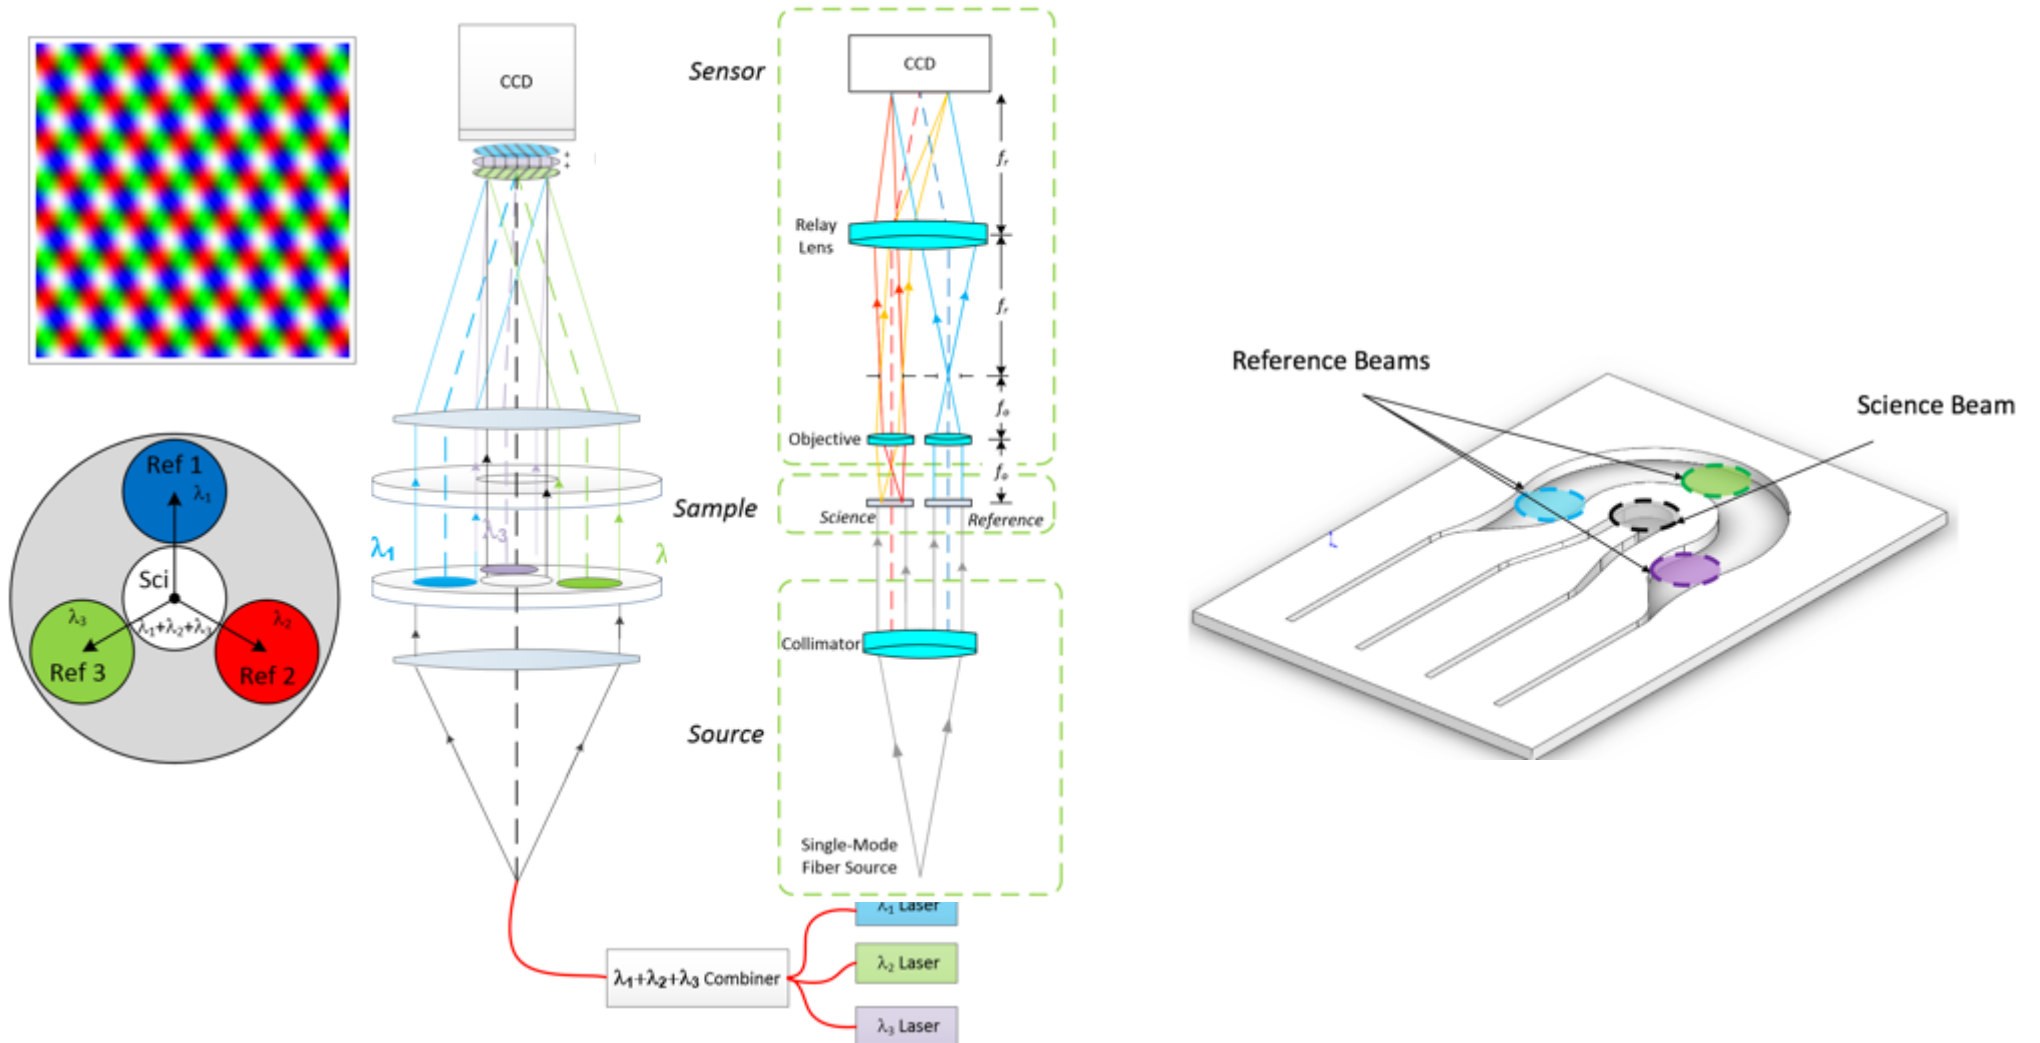 CCD
+
+
λ1
λ3
λ
Ref 1
λ1
Sci
λ1+λ2+λ3
λ3
Ref 3
λ2
Ref 2
λ1+λ2+λ3 Combiner
λ1 Laser
λ2 Laser
λ3 Laser
Sensor
CCD
fr
Relay
Lens
fr
fo
Objective
fo
Sample
Science
Reference
Collimator
Source
Single-Mode
Fiber Source
Reference Beams
Science Beam